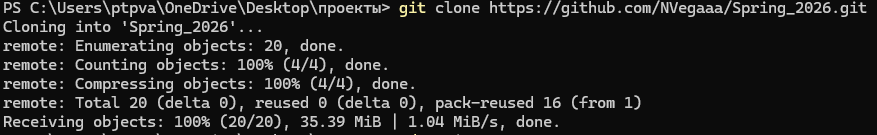 PS C:\Users\ptpva\OneDrive\Desktop\проекты> git clone https://github.com/NVegaaa/Spring_2026.git
Cloning into 'Spring_2026'...
remote: Enumerating objects: 20, done.
remote: Counting objects: 100% (4/4), done.
remote: Compressing objects: 100% (4/4), done.
remote: Total 20 (delta 0), reused 0 (delta 0), pack-reused 16 (from 1)
Receiving objects: 100% (20/20), 35.39 MiB | 1.04 MiB/s, done.